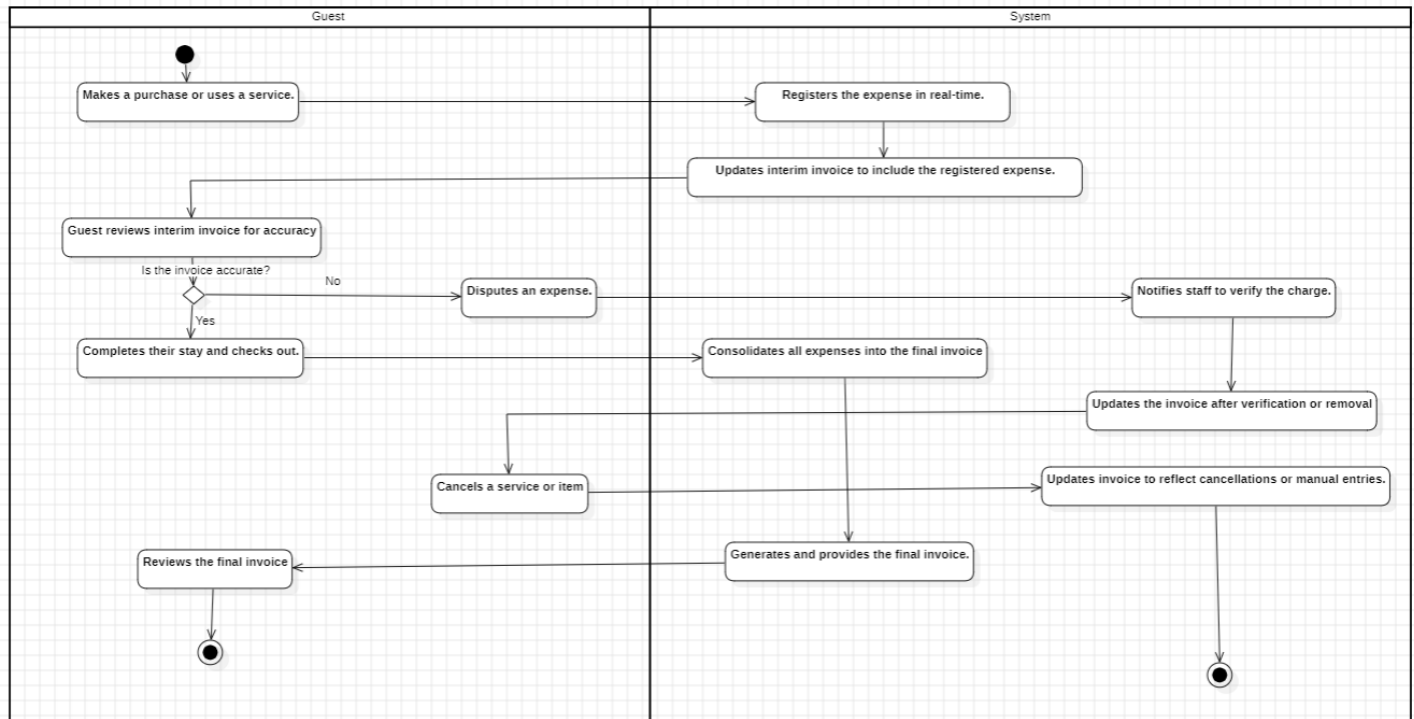 Guest
System
Makes a purchase or uses a service.
Registers the expense in real-time.
Updates interim invoice to include the registered expense.
Guest reviews interim invoice for accuracy
Is the invoice accurate?
No
Disputes an expense.
Notifies staff to verify the charge.
Yes
Completes their stay and checks out.
Consolidates all expenses into the final invoice
Updates the invoice after verification or removal
Cancels a service or item
Updates invoice to reflect cancellations or manual entries.
Generates and provides the final invoice.
Reviews the final invoice